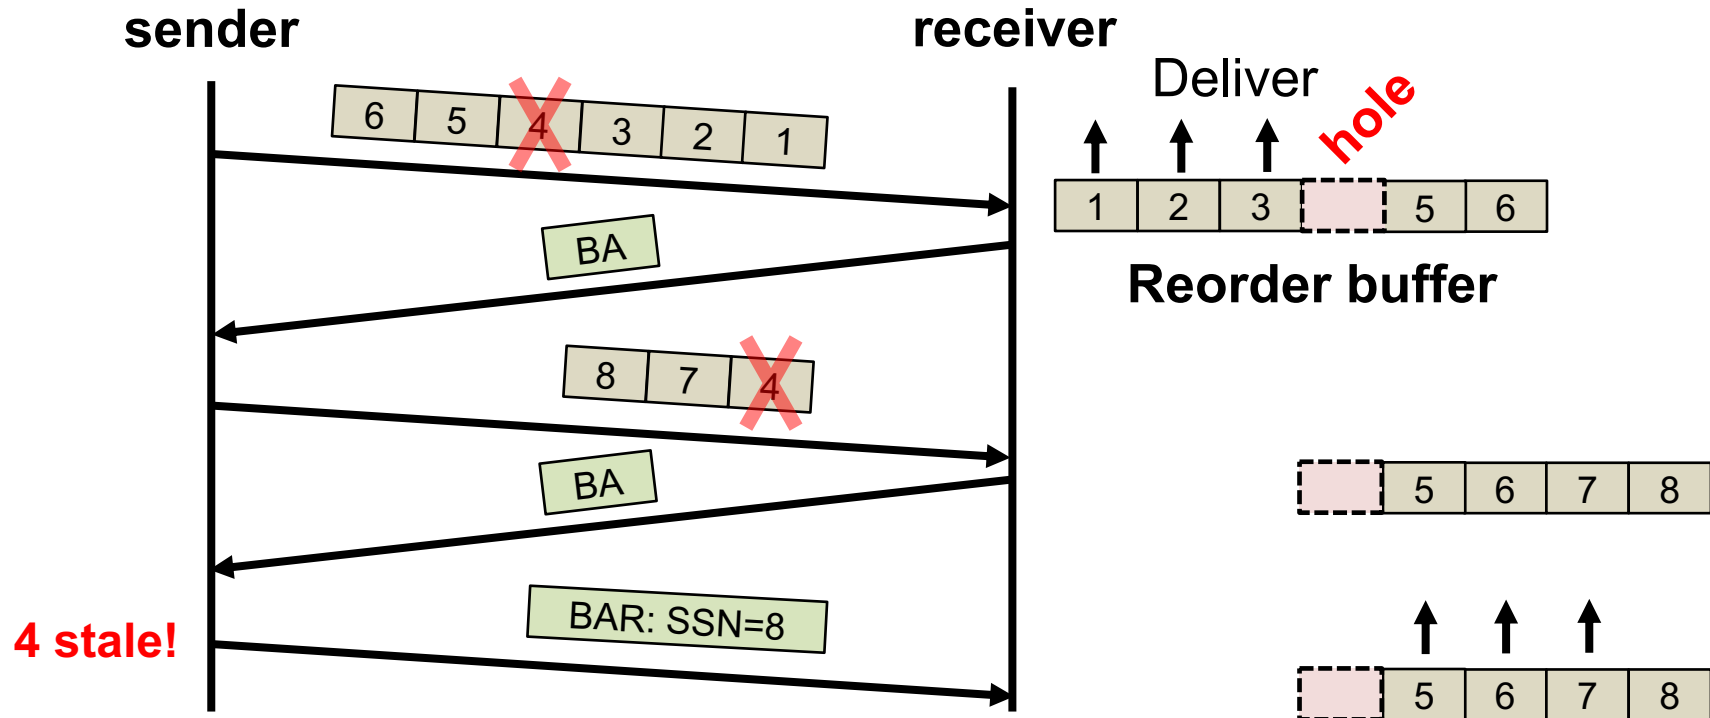 sender
receiver
Deliver
hole
6 5 4 3 2 1
1 2 3 5 6
BA
Reorder buffer
8 7 4
BA
5 6 7 8
BAR: SSN=8
4 stale!
5 6 7 8